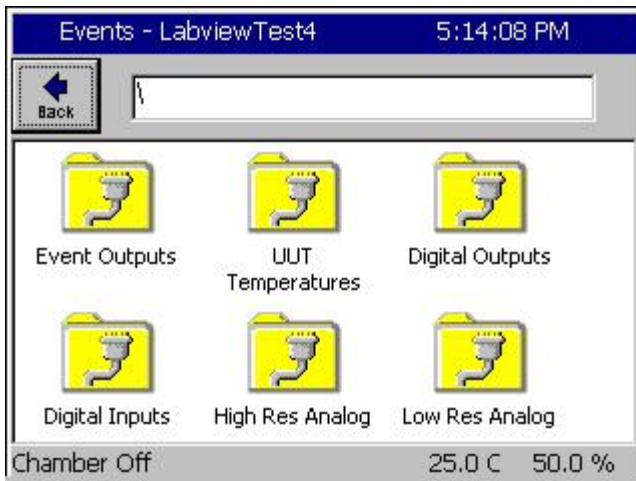 Events - LabviewTest4 5:14:08 PM
Back
\
Event Outputs
UUT
Temperatures
Digital Outputs
Digital Inputs
High Res Analog
Low Res Analog
Chamber Off 25.0 C 50.0 %